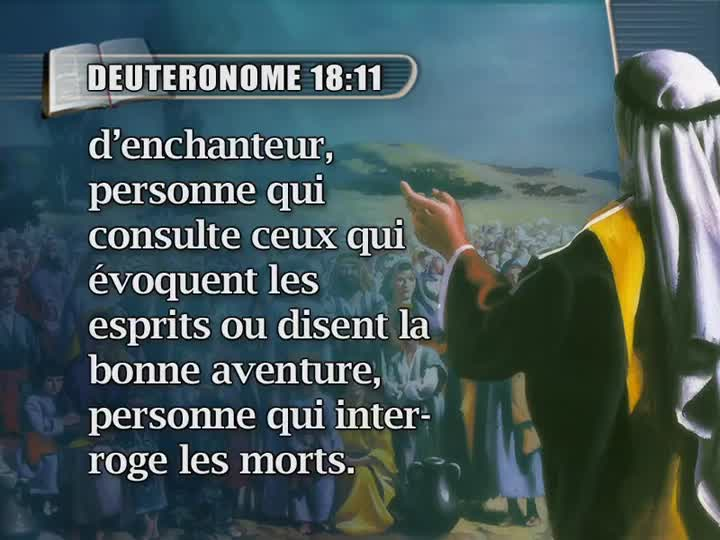 DEUTERONOME 18:11
d’enchanteur,
personne qui
consulte ceux qui
évoquent les
esprits ou disent la
bonne aventure,
personne qui inter-
roge les morts.